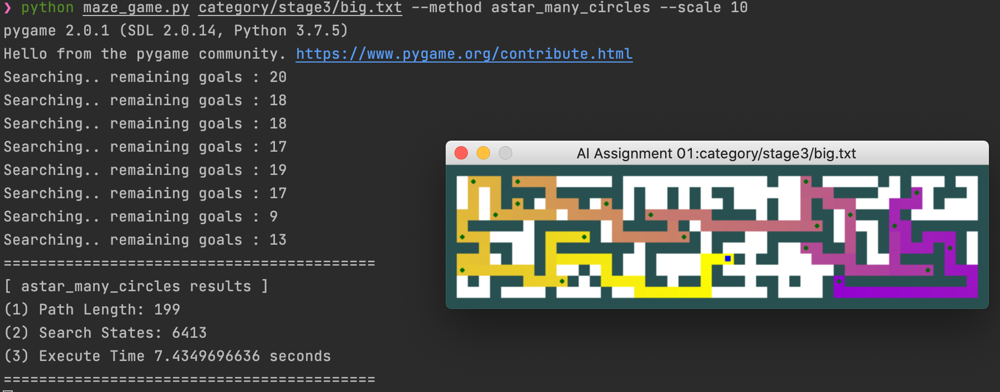 ❯ python maze_game.py category/stage3/big.txt --method astar_many_circles --scale 10
pygame 2.0.1 (SDL 2.0.14, Python 3.7.5)
Hello from the pygame community. https://www.pygame.org/contribute.html
Searching.. remaining goals : 20
Searching.. remaining goals : 18
Searching.. remaining goals : 18
Searching.. remaining goals : 17
Searching.. remaining goals : 19
Searching.. remaining goals : 17
Searching.. remaining goals : 9
Searching.. remaining goals : 13
==========================================
[ astar_many_circles results ]
(1) Path Length: 199
(2) Search States: 6413
(3) Execute Time 7.4349696636 seconds
==========================================
AI Assignment 01:category/stage3/big.txt